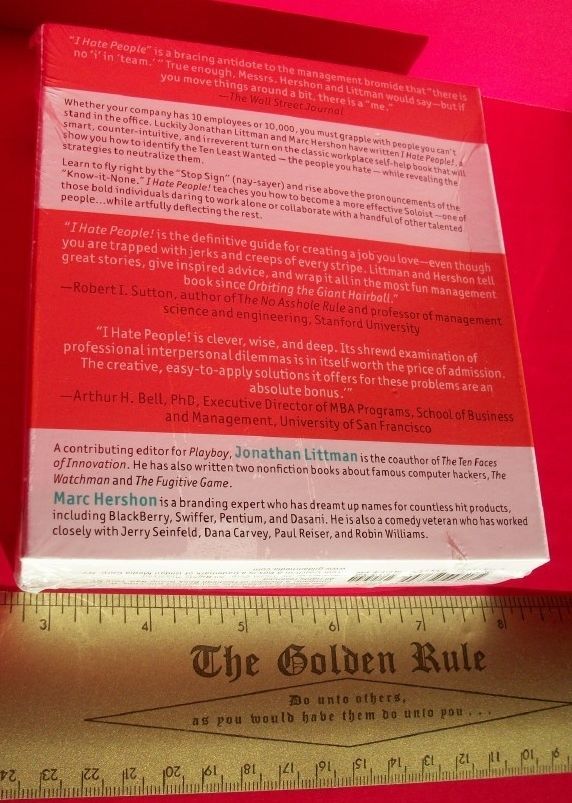 "I Hate People" is a bracing antidote to the management bromide that "there is
no 'i' in 'team.'" True enough, Messrs. Hershon and Littman would say—but if
you move things around a bit, there is a "me."
—The Wall Street Journal
Whether your company has 10 employees or 10,000, you must grapple with people you can't
stand in the office. Luckily Jonathan Littman and Marc Hershon have written I Hate People!, a
smart, counter-intuitive, and irreverent turn on the classic workplace self-help book that will
show you how to identify the Ten Least Wanted — the people you hate — while revealing the
strategies to neutralize them.
Learn to fly right by the "Stop Sign" (nay-sayer) and rise above the pronouncements of the
"Know-it-None." I Hate People! teaches you how to become a more effective Soloist —one of
those bold individuals daring to work alone or collaborate with a handful of other talented
people...while artfully deflecting the rest.
"I Hate People! is the definitive guide for creating a job you love—even though
you are trapped with jerks and creeps of every stripe. Littman and Hershon tell
great stories, give inspired advice, and wrap it all in the most fun management
book since Orbiting the Giant Hairball."
—Robert I. Sutton, author of The No Asshole Rule and professor of management
science and engineering, Stanford University
"I Hate People! is clever, wise, and deep. Its shrewd examination of
professional interpersonal dilemmas is in itself worth the price of admission.
The creative, easy-to-apply solutions it offers for these problems are an
absolute bonus.'"
—Arthur H. Bell, PhD, Executive Director of MBA Programs, School of Business
and Management, University of San Francisco
A contributing editor for Playboy, Jonathan Littman is the coauthor of The Ten Faces
of Innovation. He has also written two nonfiction books about famous computer hackers, The
Watchman and The Fugitive Game.
Marc Hershon is a branding expert who has dreamt up names for countless hit products,
including BlackBerry, Swiffer, Pentium, and Dasani. He is also a comedy veteran who has worked
closely with Jerry Seinfeld, Dana Carvey, Paul Reiser, and Robin Williams.
3 4 5 6 7 8
The Golden Rule
Do unto others,
as you would have them do unto you . . .
24 23 22 21 20 19 18 17 16 15 14 13 12 11 10 9